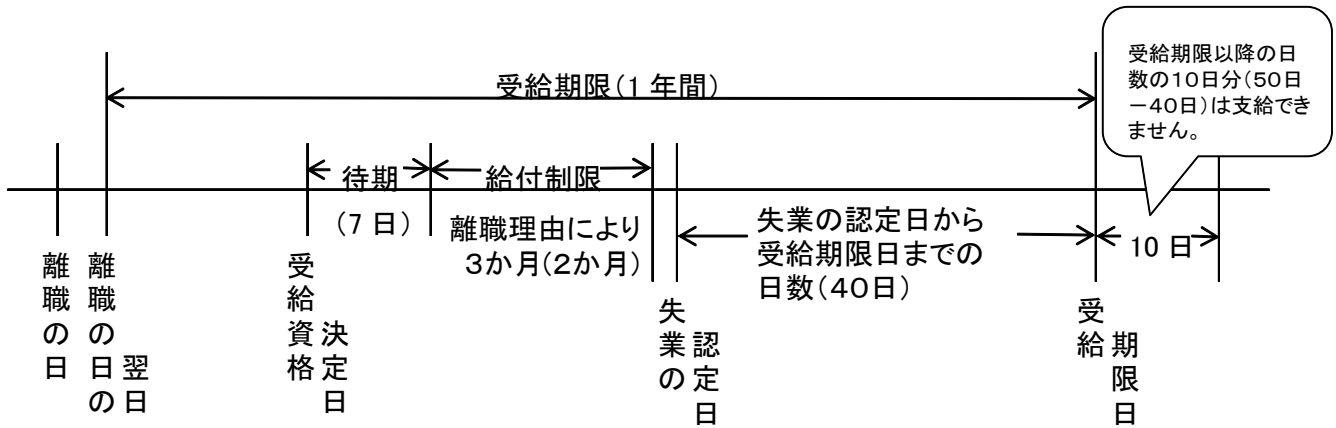 受給期限以降の日
数の10日分(50日
－40日)は支給でき
ません。
受給期限(1 年間)
待期
(7 日)
給付制限
離職理由により
3か月(2か月)
失業の認定日から
受給期限日までの
日数(40日)
10 日
離職の日
離職の日の
翌日
受給資格
決定日
失業の
認定日
受給
期限日